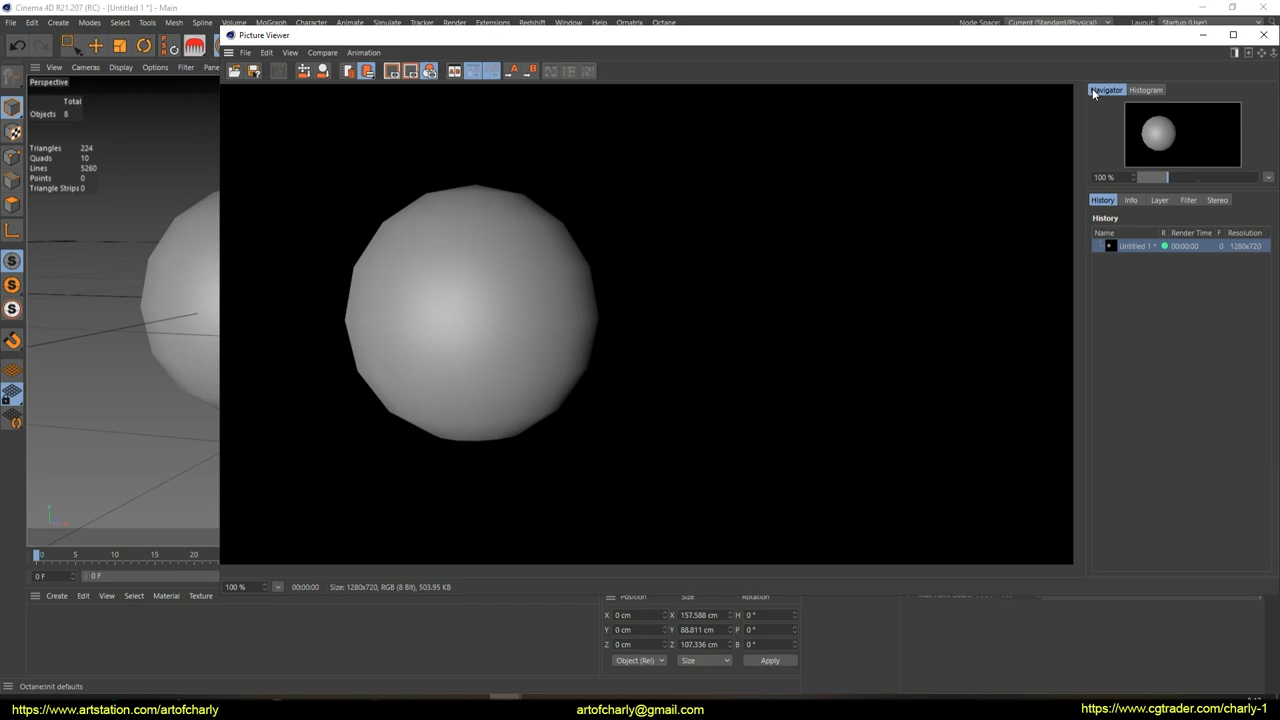 Cinema 4D R21.207 (RC) - [Untitled 1 *] - Main
File Edit Create Modes Select Tools Mesh Spline Volume MoGraph Character Animate Simulate Tracker Render Extensions Redshift Window Help Ornatrix Octane Node Space: Current (Standard/Physical) Layout: Startup (User)
Picture Viewer
File Edit View Compare Animation
View Cameras Display Options Filter Pane
Perspective
Navigator Histogram
Total
Objects 8
Triangles 224
Quads 10
Lines 5260
Points 0
Triangle Strips 0
100 %
History Info Layer Filter Stereo
History
Name R Render Time F Resolution
Untitled 1 * 00:00:00 0 1280x720
0 5 10 15 20
0 F 0 F
100 % 00:00:00 Size: 1280x720, RGB (8 Bit), 503.95 KB
Create Edit View Select Material Texture
Position Size Rotation
X 0 cm X 157.588 cm H 0 °
Y 0 cm Y 88.811 cm P 0 °
Z 0 cm Z 107.336 cm B 0 °
Object (Rel) Size Apply
Octane:Init defaults
https://www.artstation.com/artofcharly artofcharly@gmail.com https://www.cgtrader.com/charly-1